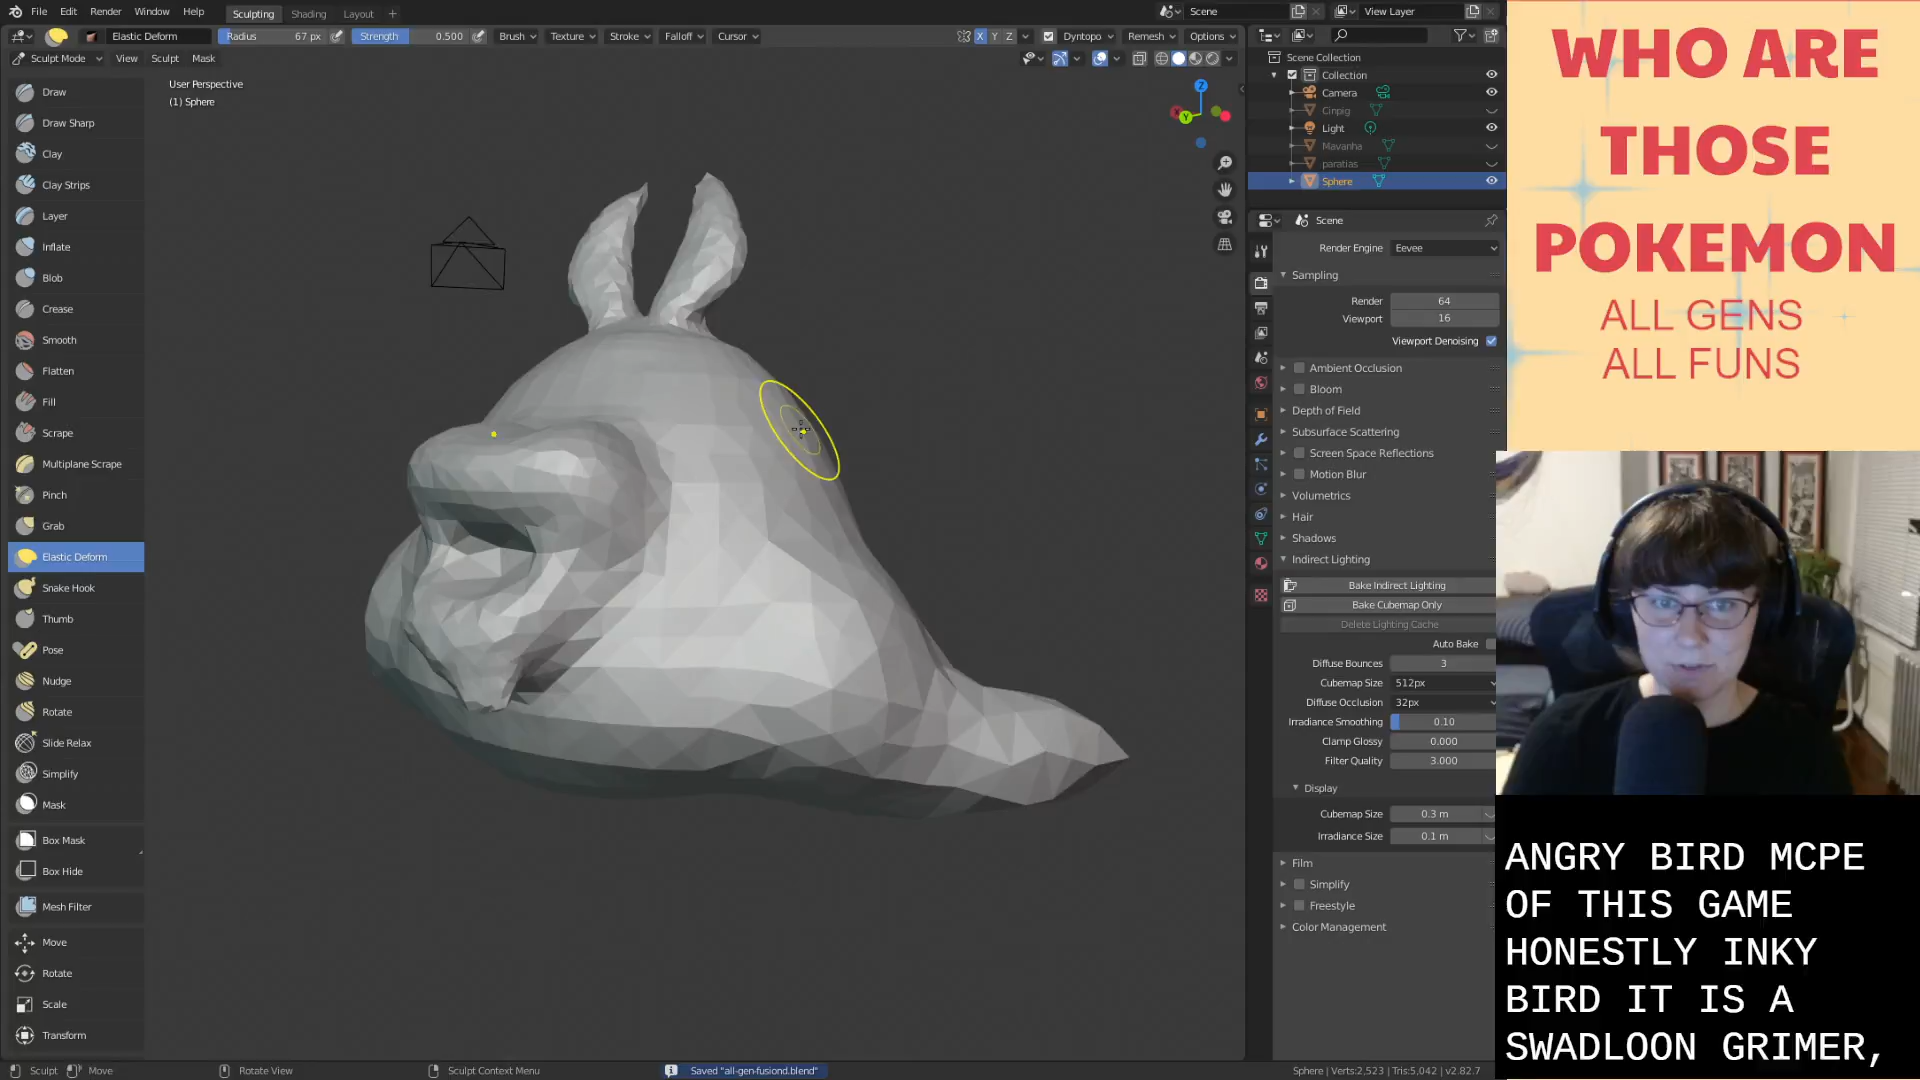 File Edit Render Window Help
Sculpting Shading Layout +
Scene
View Layer
Elastic Deform
Radius 67 px
Strength 0.500
Brush Texture Stroke Falloff Cursor
X Y Z
Dyntopo Remesh Options
Sculpt Mode View Sculpt Mask
User Perspective
(1) Sphere
Draw
Draw Sharp
Clay
Clay Strips
Layer
Inflate
Blob
Crease
Smooth
Flatten
Fill
Scrape
Multiplane Scrape
Pinch
Grab
Elastic Deform
Snake Hook
Thumb
Pose
Nudge
Rotate
Slide Relax
Simplify
Mask
Box Mask
Box Hide
Mesh Filter
Move
Rotate
Scale
Transform
Z
Y
Scene Collection
Collection
Camera
Cinpig
Light
Mavanha
paratias
Sphere
Scene
Render Engine Eevee
Sampling
Render 64
Viewport 16
Viewport Denoising
Ambient Occlusion
Bloom
Depth of Field
Subsurface Scattering
Screen Space Reflections
Motion Blur
Volumetrics
Hair
Shadows
Indirect Lighting
Bake Indirect Lighting
Bake Cubemap Only
Delete Lighting Cache
Auto Bake
Diffuse Bounces 3
Cubemap Size 512px
Diffuse Occlusion 32px
Irradiance Smoothing 0.10
Clamp Glossy 0.000
Filter Quality 3.000
Display
Cubemap Size 0.3 m
Irradiance Size 0.1 m
Film
Simplify
Freestyle
Color Management
Sculpt Move Rotate View Sculpt Context Menu
Saved "all-gen-fusiond.blend"
Sphere | Verts:2,523 | Tris:5,042 | v2.82.7
WHO ARE
THOSE
POKEMON
ALL GENS
ALL FUNS
ANGRY BIRD MCPE
OF THIS GAME
HONESTLY INKY
BIRD IT IS A
SWADLOON GRIMER,